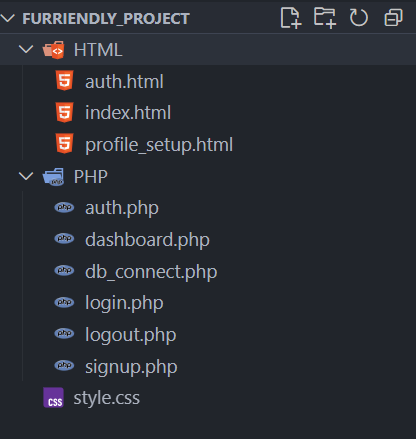 FURRIENDLY_PROJECT
HTML
auth.html
index.html
profile_setup.html
PHP
auth.php
dashboard.php
db_connect.php
login.php
logout.php
signup.php
CSS style.css